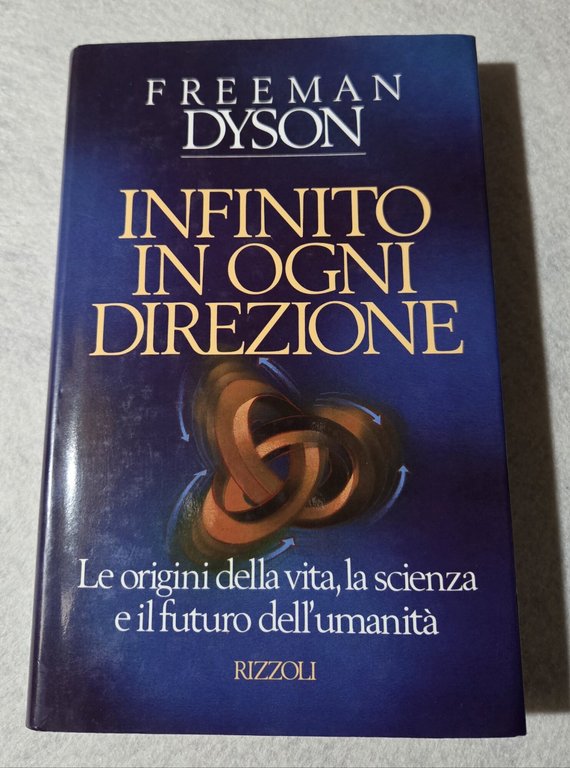 FREEMAN
DYSON
INFINITO
IN OGNI
DIREZIONE
Le origini della vita, la scienza
e il futuro dell'umanità
RIZZOLI